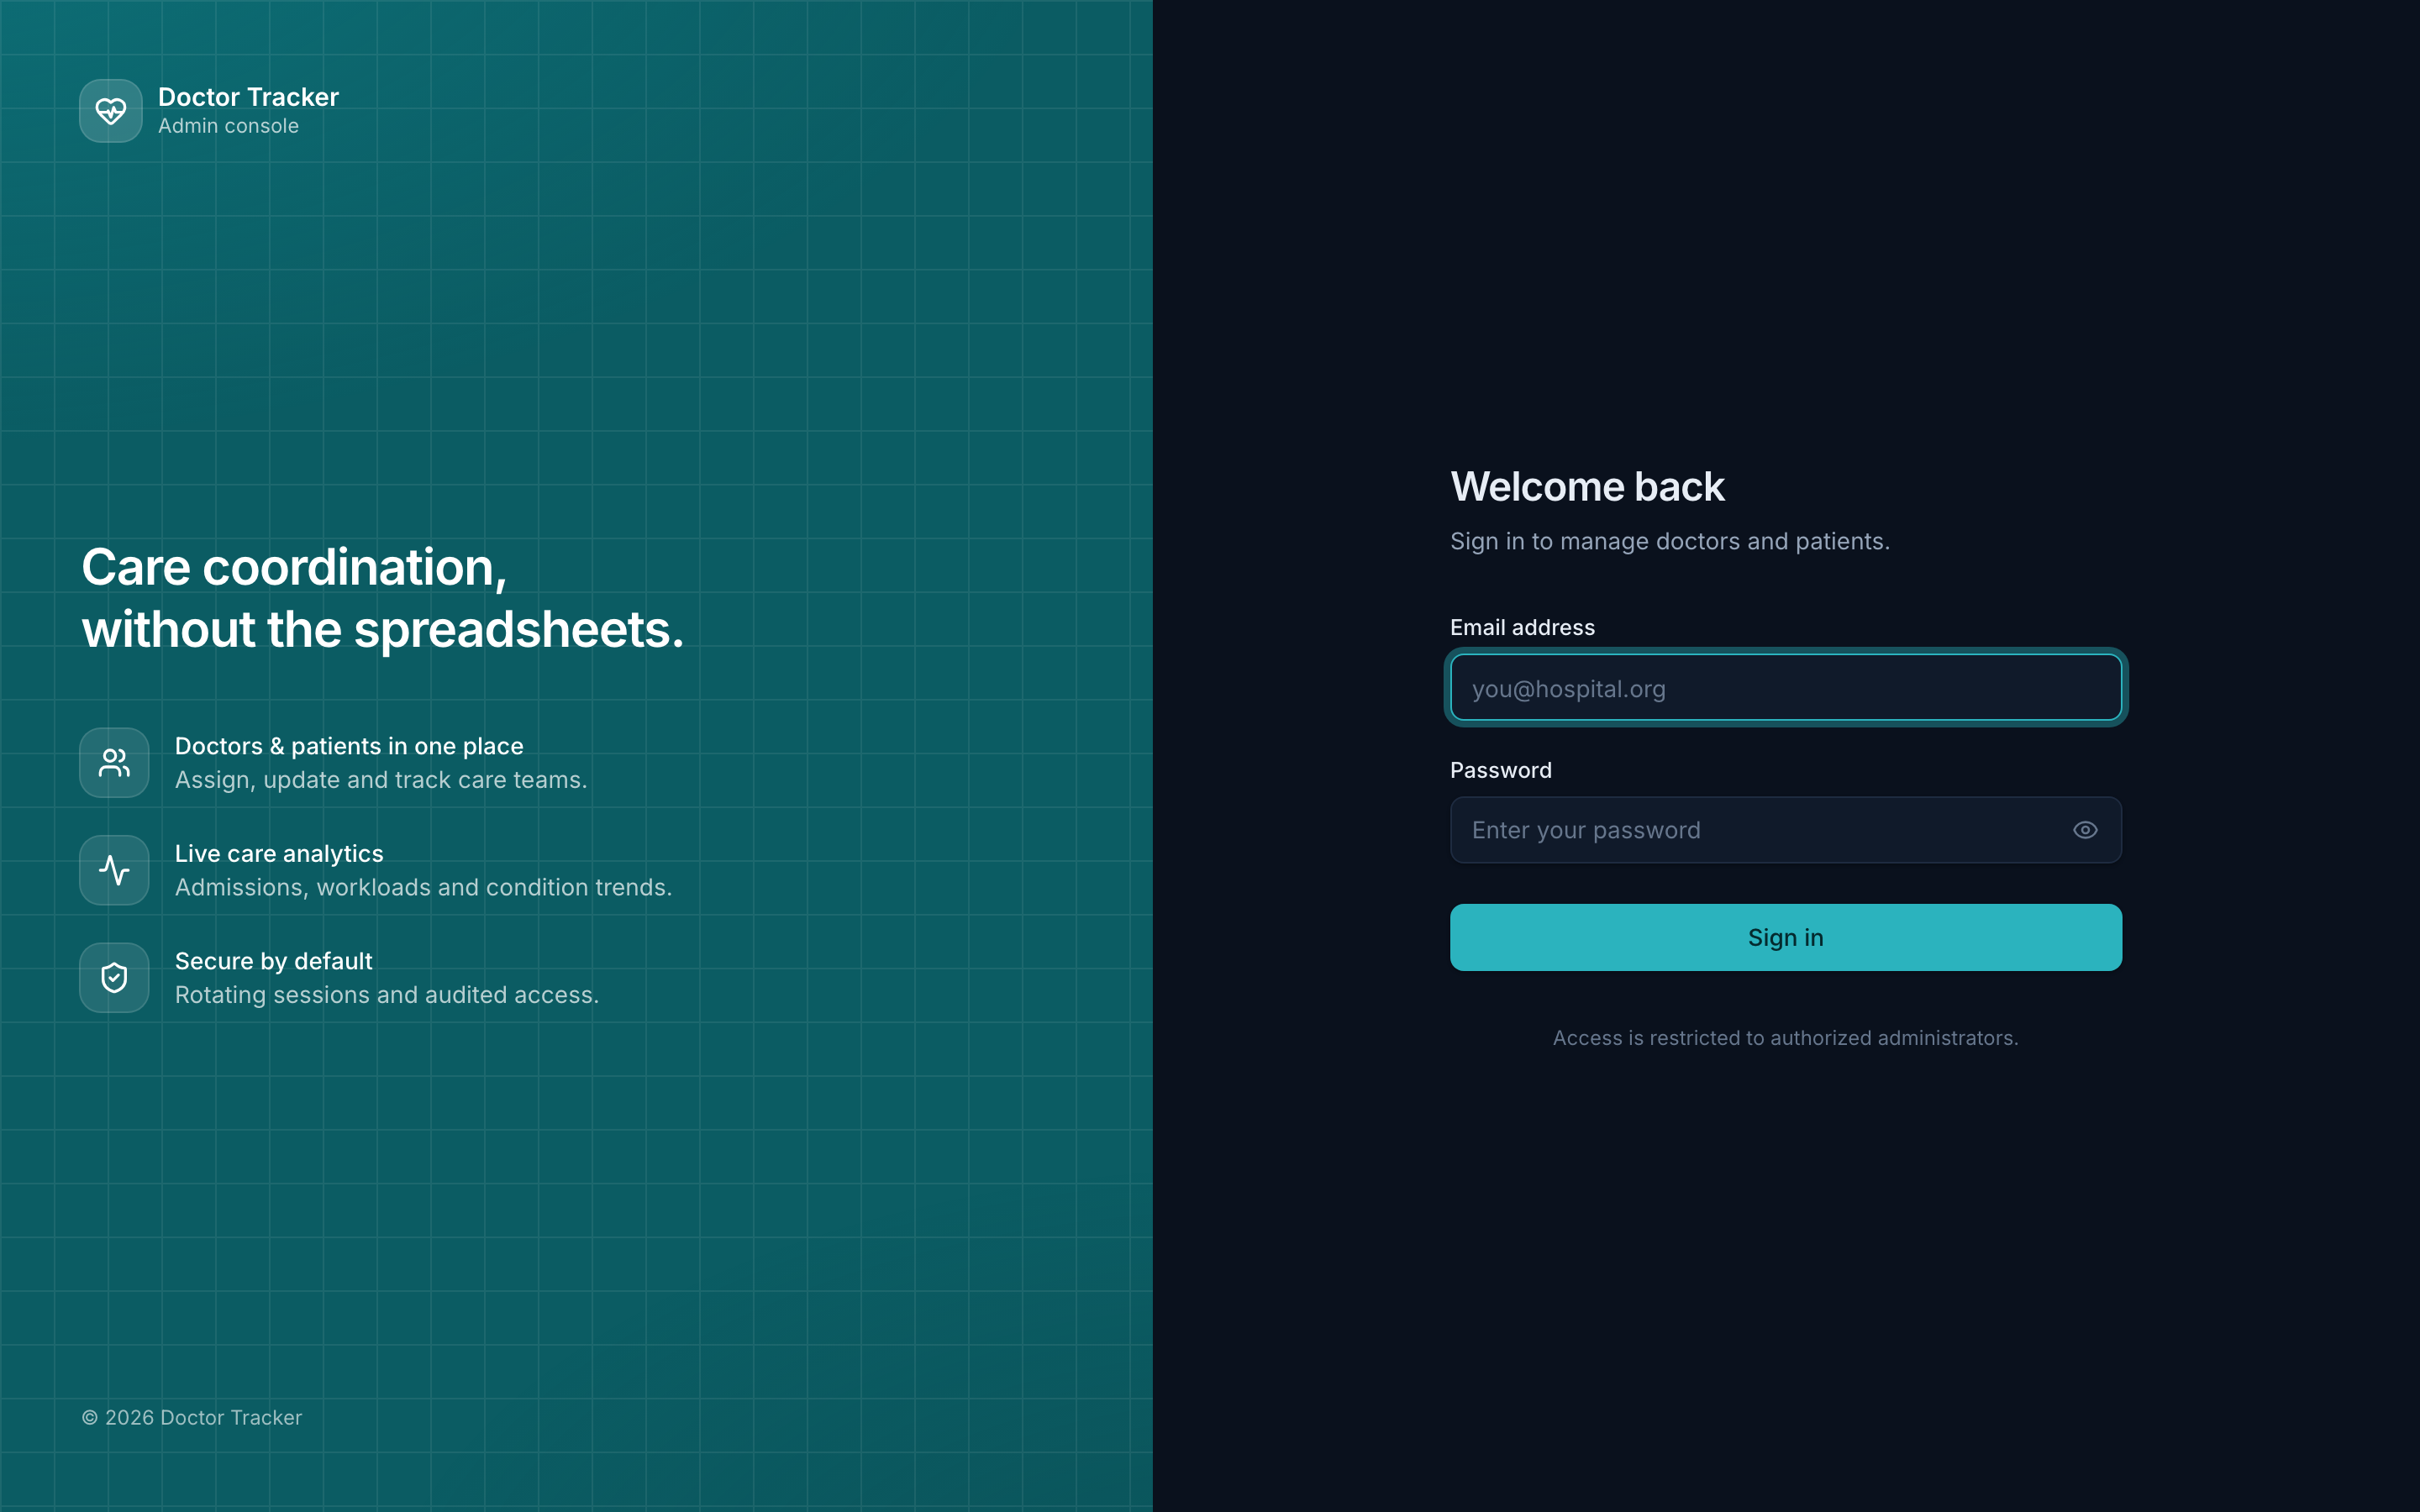 Doctor Tracker
Admin console
Care coordination,
without the spreadsheets.
Doctors & patients in one place
Assign, update and track care teams.
Live care analytics
Admissions, workloads and condition trends.
Secure by default
Rotating sessions and audited access.
© 2026 Doctor Tracker
Welcome back
Sign in to manage doctors and patients.
Email address
you@hospital.org
Password
Enter your password
Sign in
Access is restricted to authorized administrators.